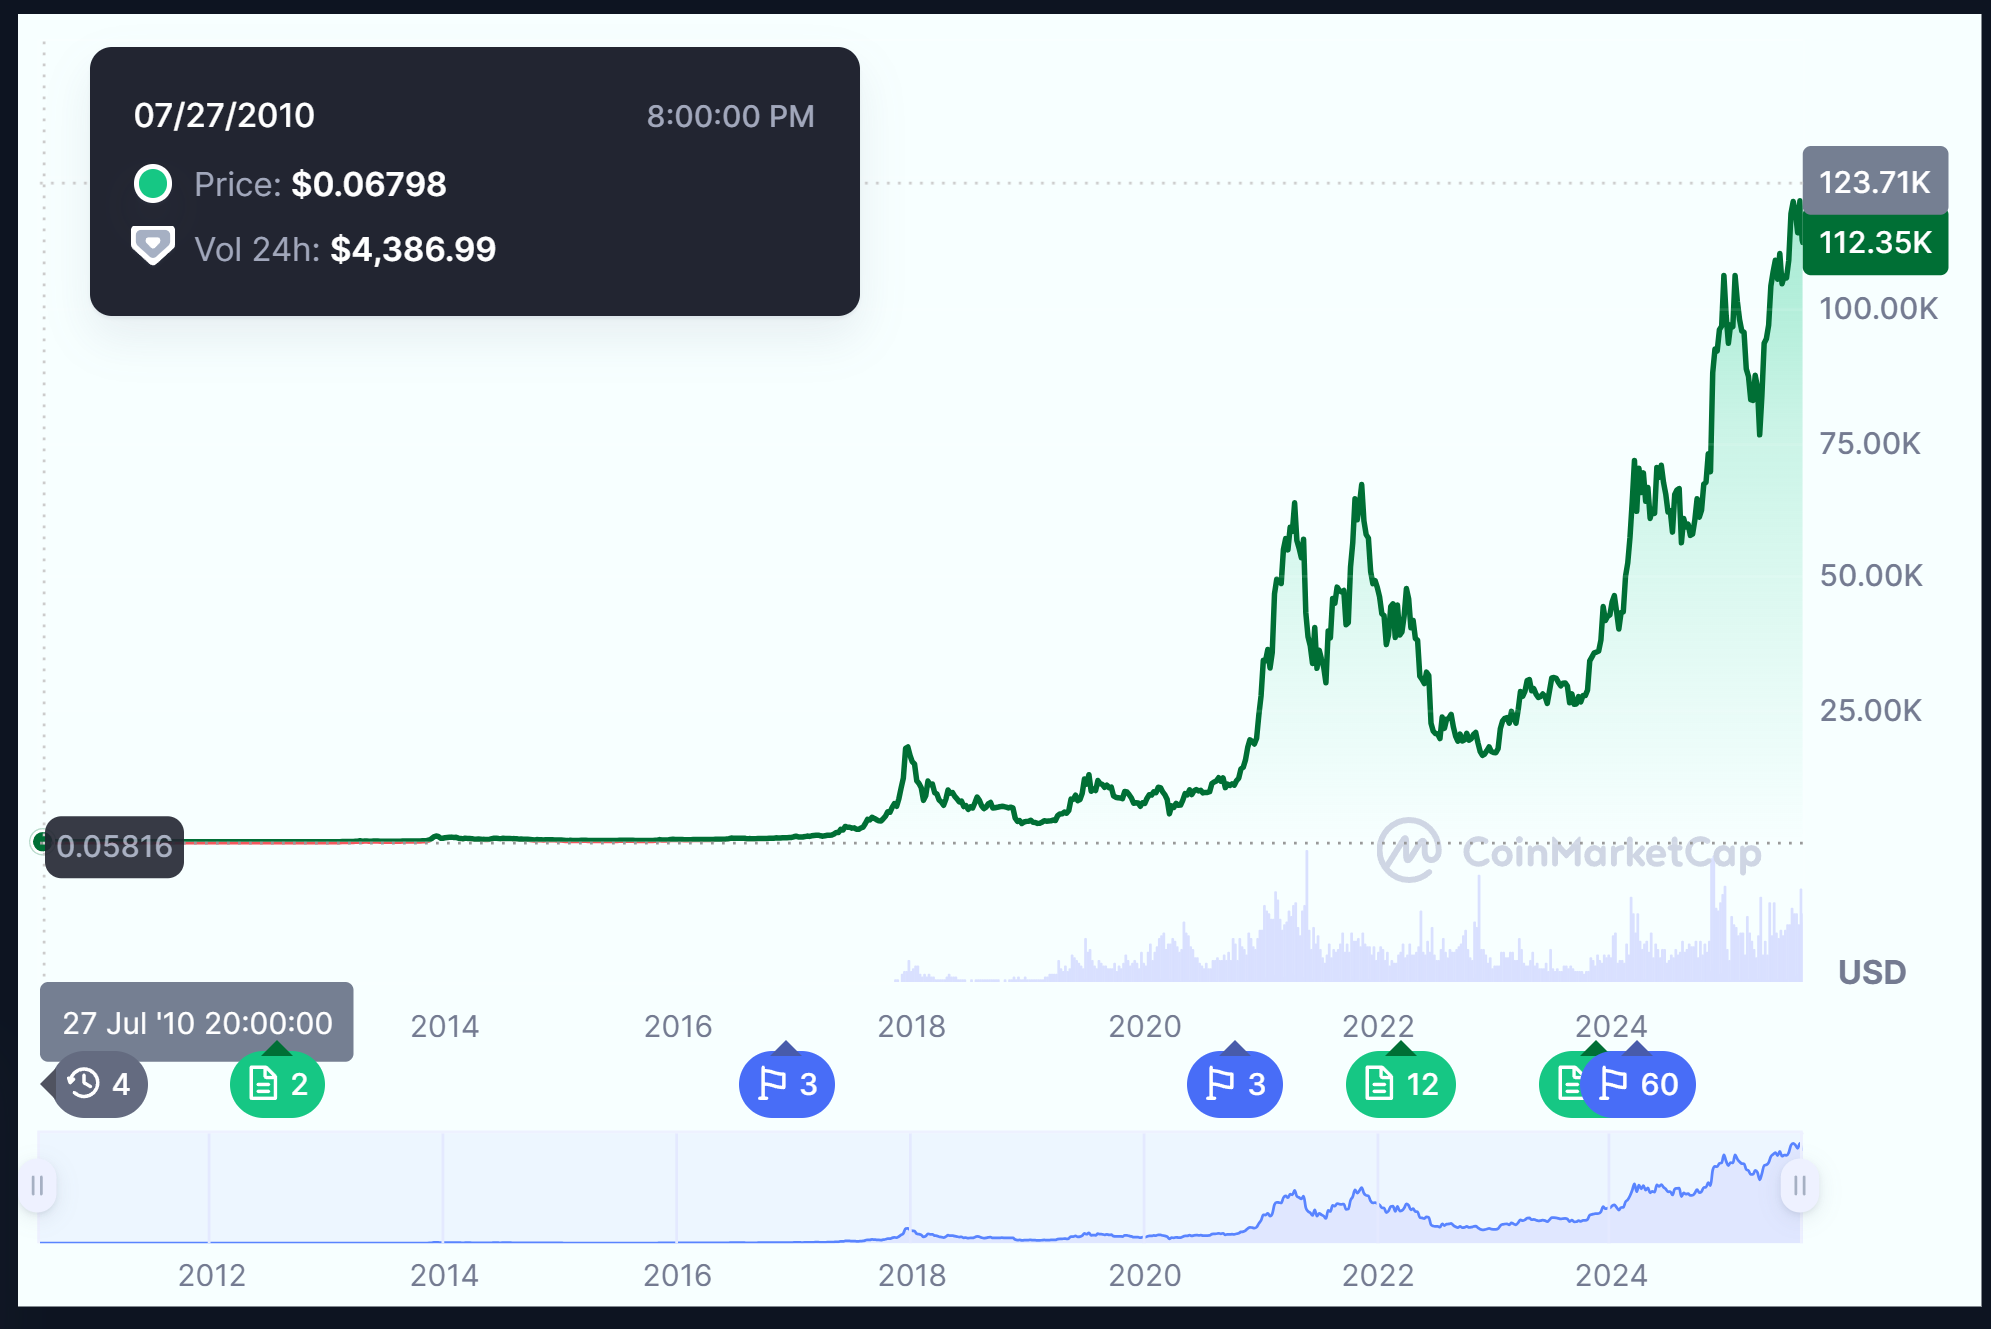 07/27/2010 8:00:00 PM
Price: $0.06798
Vol 24h: $4,386.99
123.71K
112.35K
100.00K
75.00K
50.00K
25.00K
0.05816
CoinMarketCap
USD
27 Jul '10 20:00:00 2014 2016 2018 2020 2022 2024
4 2 3 3 12 60
2012 2014 2016 2018 2020 2022 2024